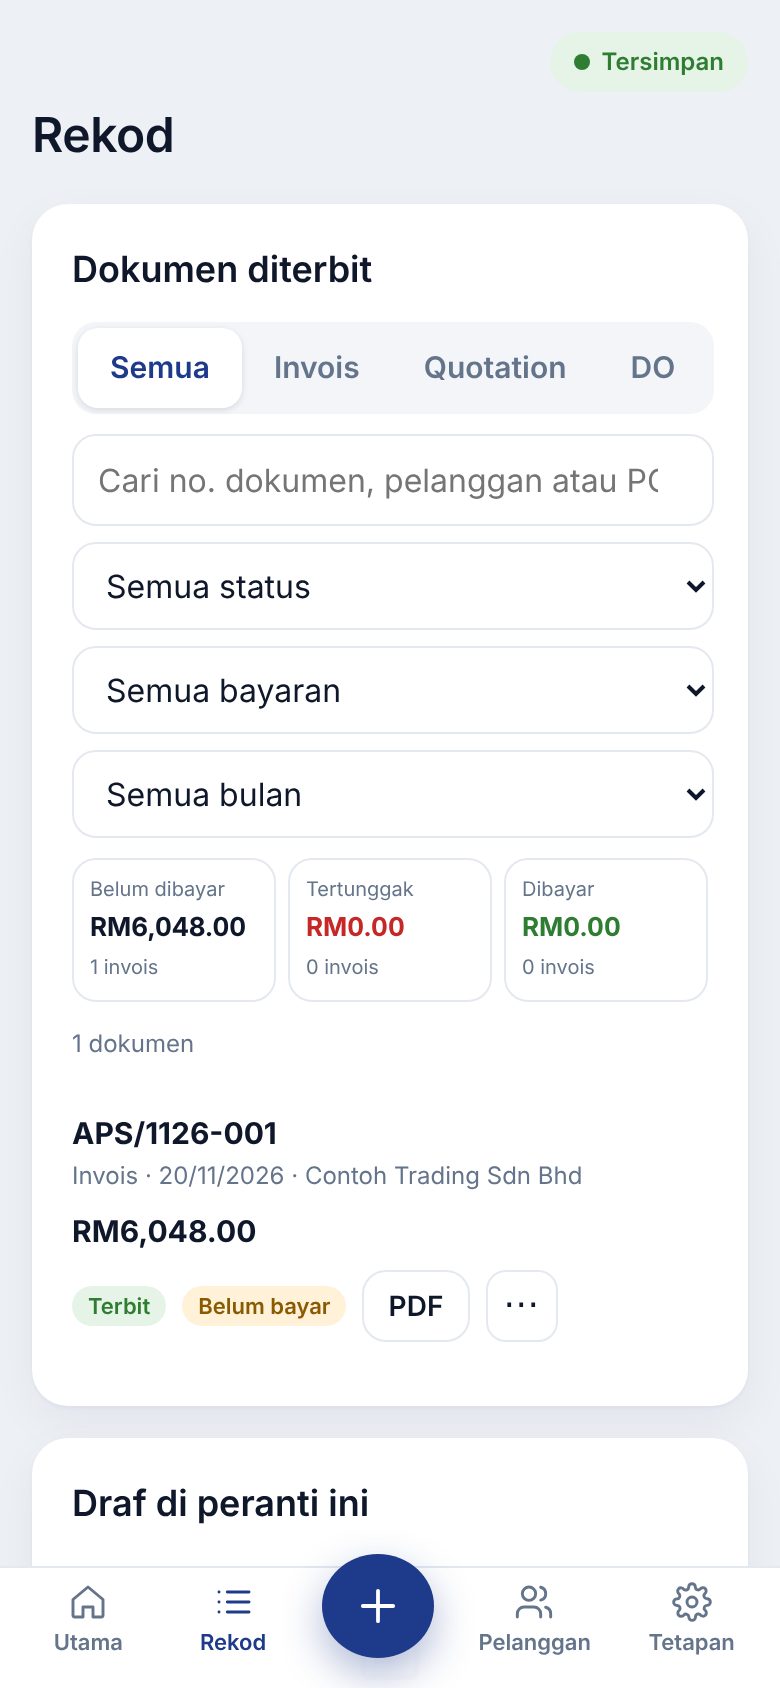 Tersimpan
Rekod
Dokumen diterbit
Semua Invois Quotation DO
Cari no. dokumen, pelanggan atau PO
Semua status
Semua bayaran
Semua bulan
Belum dibayar
RM6,048.00
1 invois
Tertunggak
RM0.00
0 invois
Dibayar
RM0.00
0 invois
1 dokumen
APS/1126-001
Invois · 20/11/2026 · Contoh Trading Sdn Bhd
RM6,048.00
Terbit Belum bayar PDF ...
Draf di peranti ini
Utama Rekod Pelanggan Tetapan